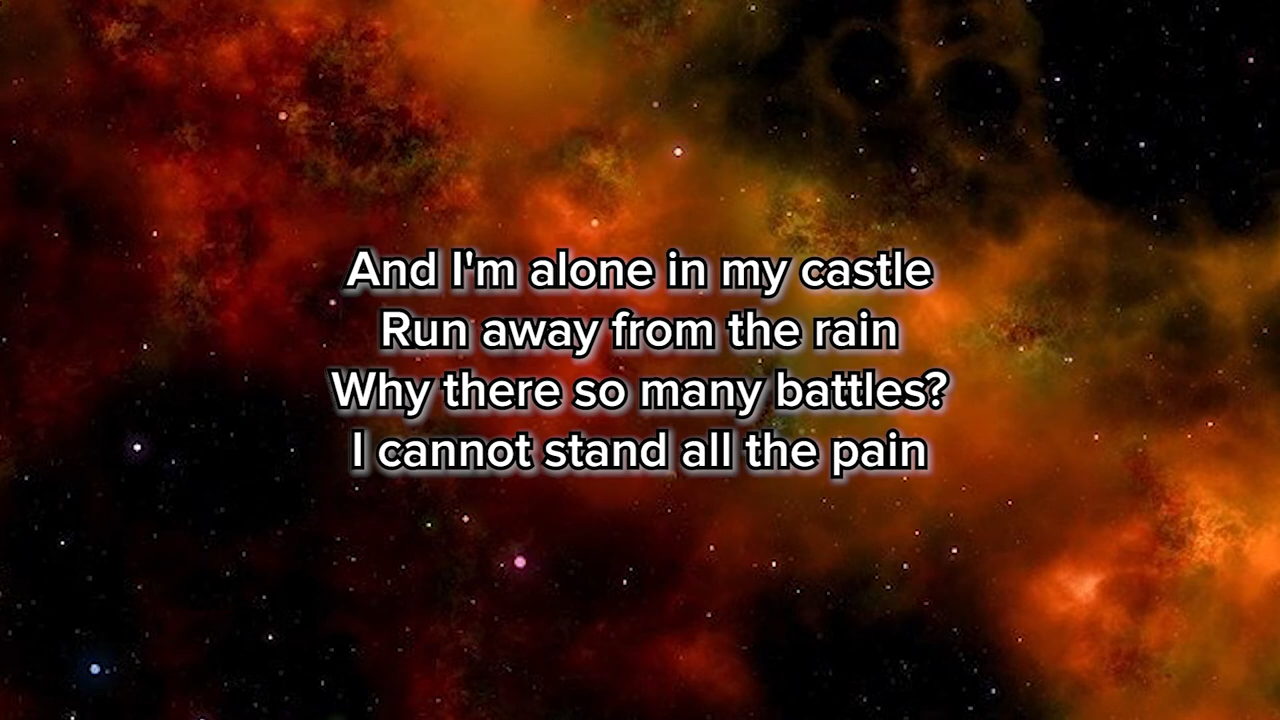 And I'm alone in my castle
Run away from the rain
Why there so many battles?
I cannot stand all the pain